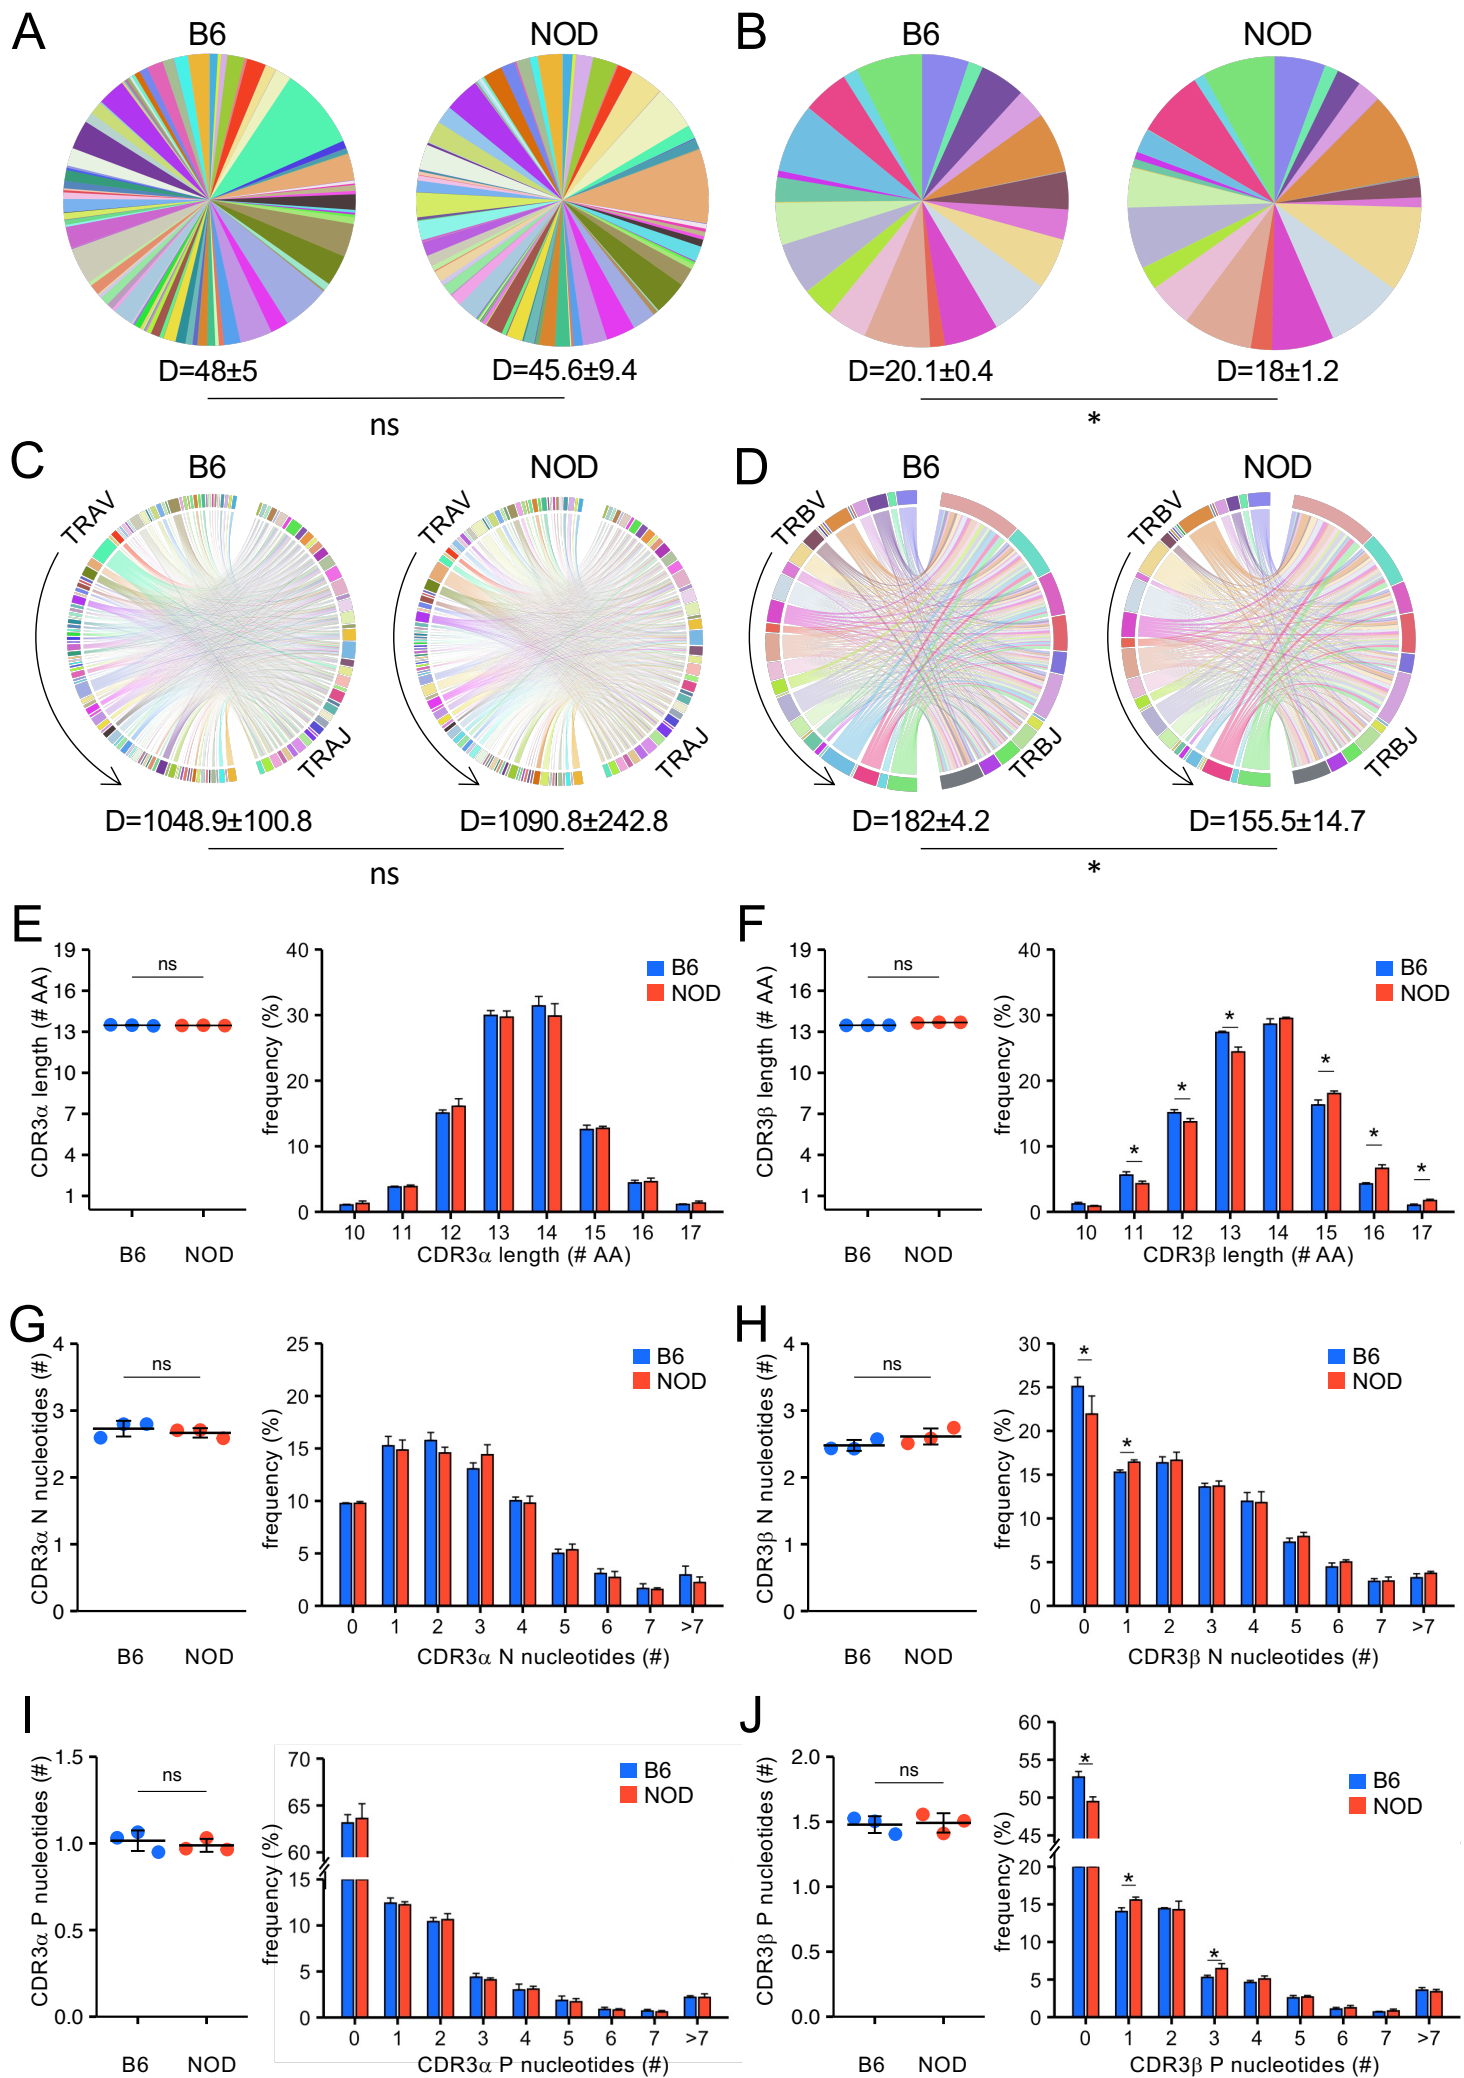 A
B6
NOD
D=48±5
D=45.6±9.4
ns
B
B6
NOD
D=20.1±0.4
D=18±1.2
*
C
B6
NOD
TRAV
TRAJ
TRAV
TRAJ
D=1048.9±100.8
D=1090.8±242.8
ns
D
B6
NOD
TRBV
TRBJ
TRBV
TRBJ
D=182±4.2
D=155.5±14.7
*
E
CDR3α length (# AA)
19
16
13
10
7
4
1
ns
B6 NOD
frequency (%)
40
30
20
10
0
B6
NOD
10 11 12 13 14 15 16 17
CDR3α length (# AA)
F
CDR3β length (# AA)
19
16
13
10
7
4
1
ns
B6 NOD
frequency (%)
40
30
20
10
0
B6
NOD
* * * * * *
10 11 12 13 14 15 16 17
CDR3β length (# AA)
G
CDR3α N nucleotides (#)
4
3
2
1
0
ns
B6 NOD
frequency (%)
25
20
15
10
5
0
B6
NOD
0 1 2 3 4 5 6 7 >7
CDR3α N nucleotides (#)
H
CDR3β N nucleotides (#)
4
3
2
1
0
ns
B6 NOD
frequency (%)
30
25
20
15
10
5
0
B6
NOD
* *
0 1 2 3 4 5 6 7 >7
CDR3β N nucleotides (#)
I
CDR3α P nucleotides (#)
1.5
1.0
0.5
0.0
ns
B6 NOD
frequency (%)
70
65
60
15
10
5
0
B6
NOD
0 1 2 3 4 5 6 7 >7
CDR3α P nucleotides (#)
J
CDR3β P nucleotides (#)
2.0
1.5
1.0
0.5
0.0
ns
B6 NOD
frequency (%)
60
55
50
45
20
15
10
5
0
B6
NOD
* * *
0 1 2 3 4 5 6 7 >7
CDR3β P nucleotides (#)